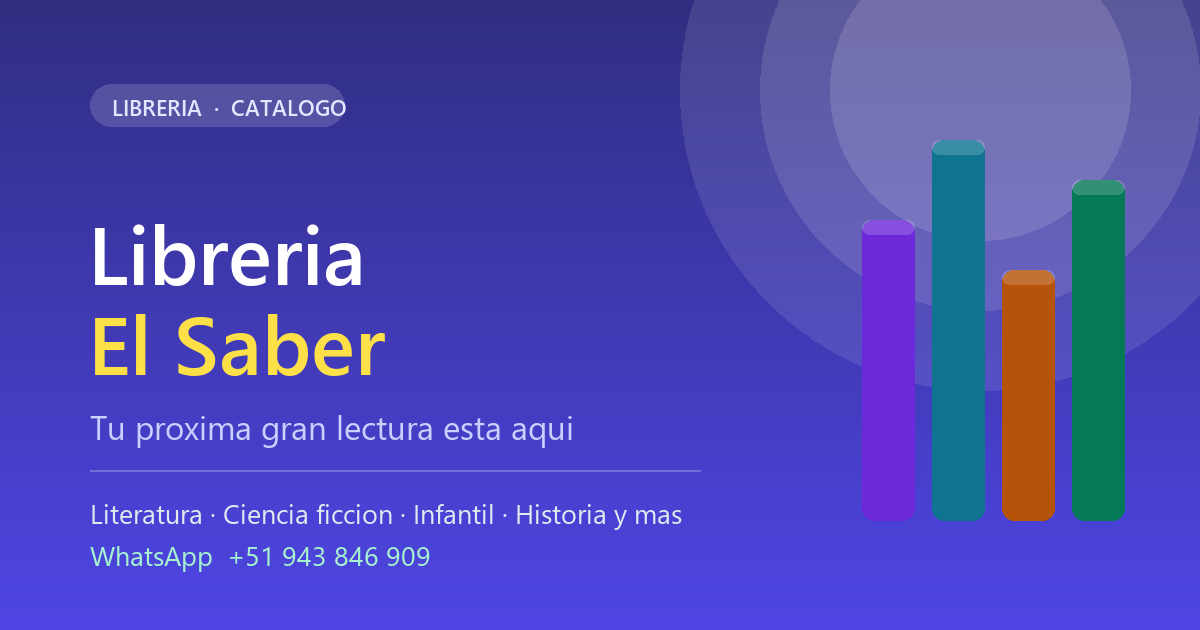 LIBRERIA · CATALOGO
Libreria
El Saber
Tu proxima gran lectura esta aqui
Literatura · Ciencia ficcion · Infantil · Historia y mas
WhatsApp +51 943 846 909